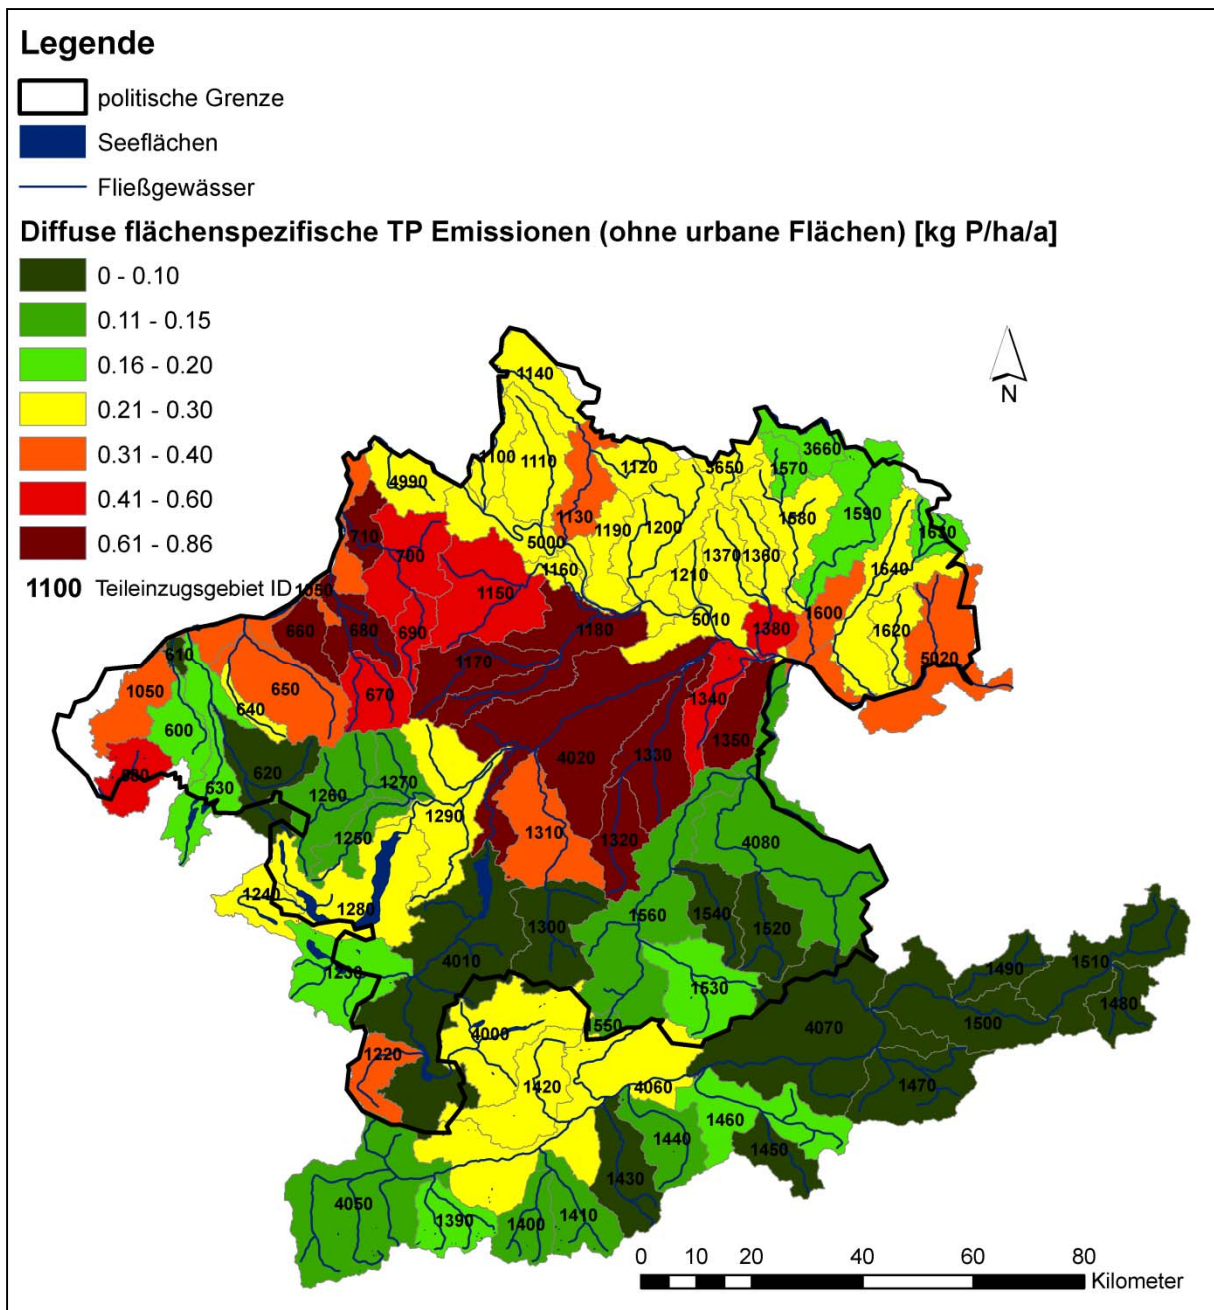 Legende
politische Grenze
Seeflächen
Fließgewässer
Diffuse flächenspezifische TP Emissionen (ohne urbane Flächen) [kg P/ha/a]
0 - 0.10
0.11 - 0.15
0.16 - 0.20
0.21 - 0.30
0.31 - 0.40
0.41 - 0.60
0.61 - 0.86
1100 Teileinzugsgebiet ID
N
1140
1100 1110 1120 3650 1570 3660
4990
1130 1190 1200 1580 1590 1630
710 700 5000 1160 1370 1360 1640
1210
1150
1050 660 680 690 1180 5010 1380 1600 1620 5020
610
1050 650 670 1170 1340
640
600 4020 1330 1350
620 630 1260 1270
1290 1250 1310 1320 4080
1240 1280 1300 1560 1540 1520
4010 1530 1490 1510 1480
1550 4000 4070 1500
1220 1420 4060 1470
1460 1440 1450
1430
4050 1390 1400 1410
0 10 20 40 60 80
Kilometer